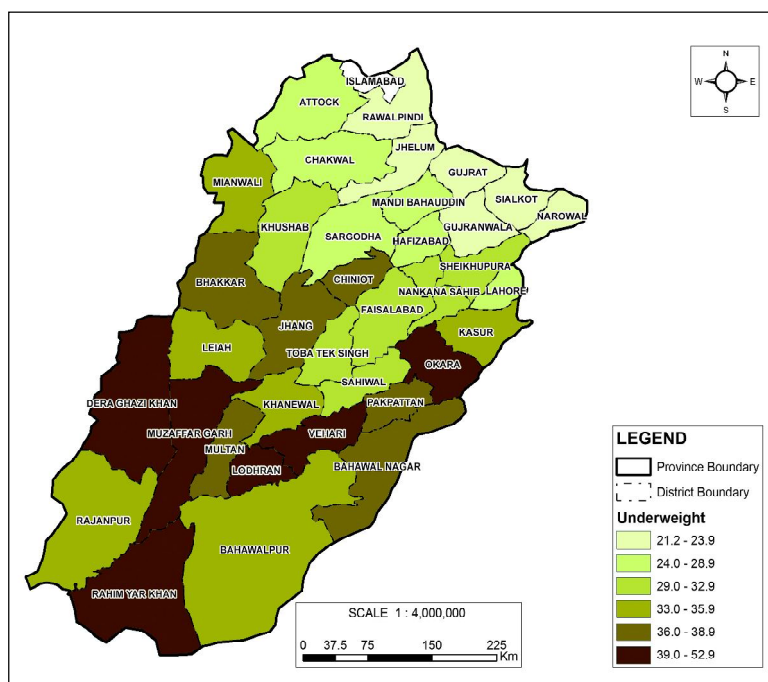 N
W E
S
ISLAMABAD
ATTOCK
RAWALPINDI
JHELUM
CHAKWAL
GUJRAT
MIANWALI
SIALKOT
MANDI BAHAUDDIN
NAROWAL
KHUSHAB
GUJRANWALA
SARGODHA
HAFIZABAD
SHEIKHUPURA
CHINIOT
BHAKKAR
NANKANA SAHIB
LAHORE
FAISALABAD
JHANG
KASUR
LEIAH
TOBA TEK SINGH
OKARA
SAHIWAL
DERA GHAZI KHAN
KHANEWAL
PAKPATTAN
MUZAFFAR GARH
VEHARI
MULTAN
LODHRAN
BAHAWAL NAGAR
RAJANPUR
BAHAWALPUR
RAHIM YAR KHAN
LEGEND
Province Boundary
District Boundary
Underweight
21.2 - 23.9
24.0 - 28.9
29.0 - 32.9
33.0 - 35.9
36.0 - 38.9
39.0 - 52.9
SCALE 1 : 4,000,000
0 37.5 75 150 225
Km